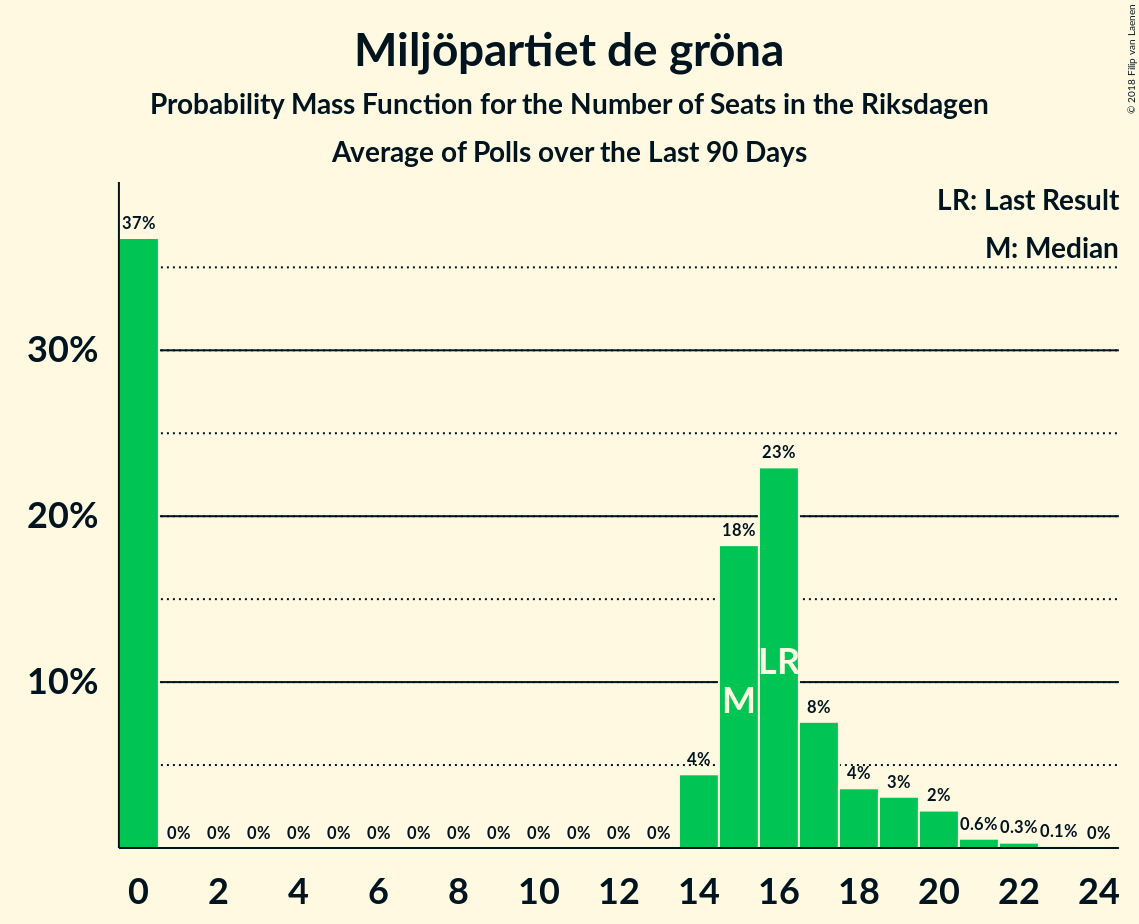 Miljöpartiet de gröna
Probability Mass Function for the Number of Seats in the Riksdagen
Average of Polls over the Last 90 Days
© 2018 Filip van Laenen
LR: Last Result
M: Median
37%
30%
23%
20%
18%
LR
10%
M
8%
4%
4%
3%
2%
0% 0% 0% 0% 0% 0% 0% 0% 0% 0% 0% 0% 0% 0.6% 0.3% 0.1% 0%
0 2 4 6 8 10 12 14 16 18 20 22 24